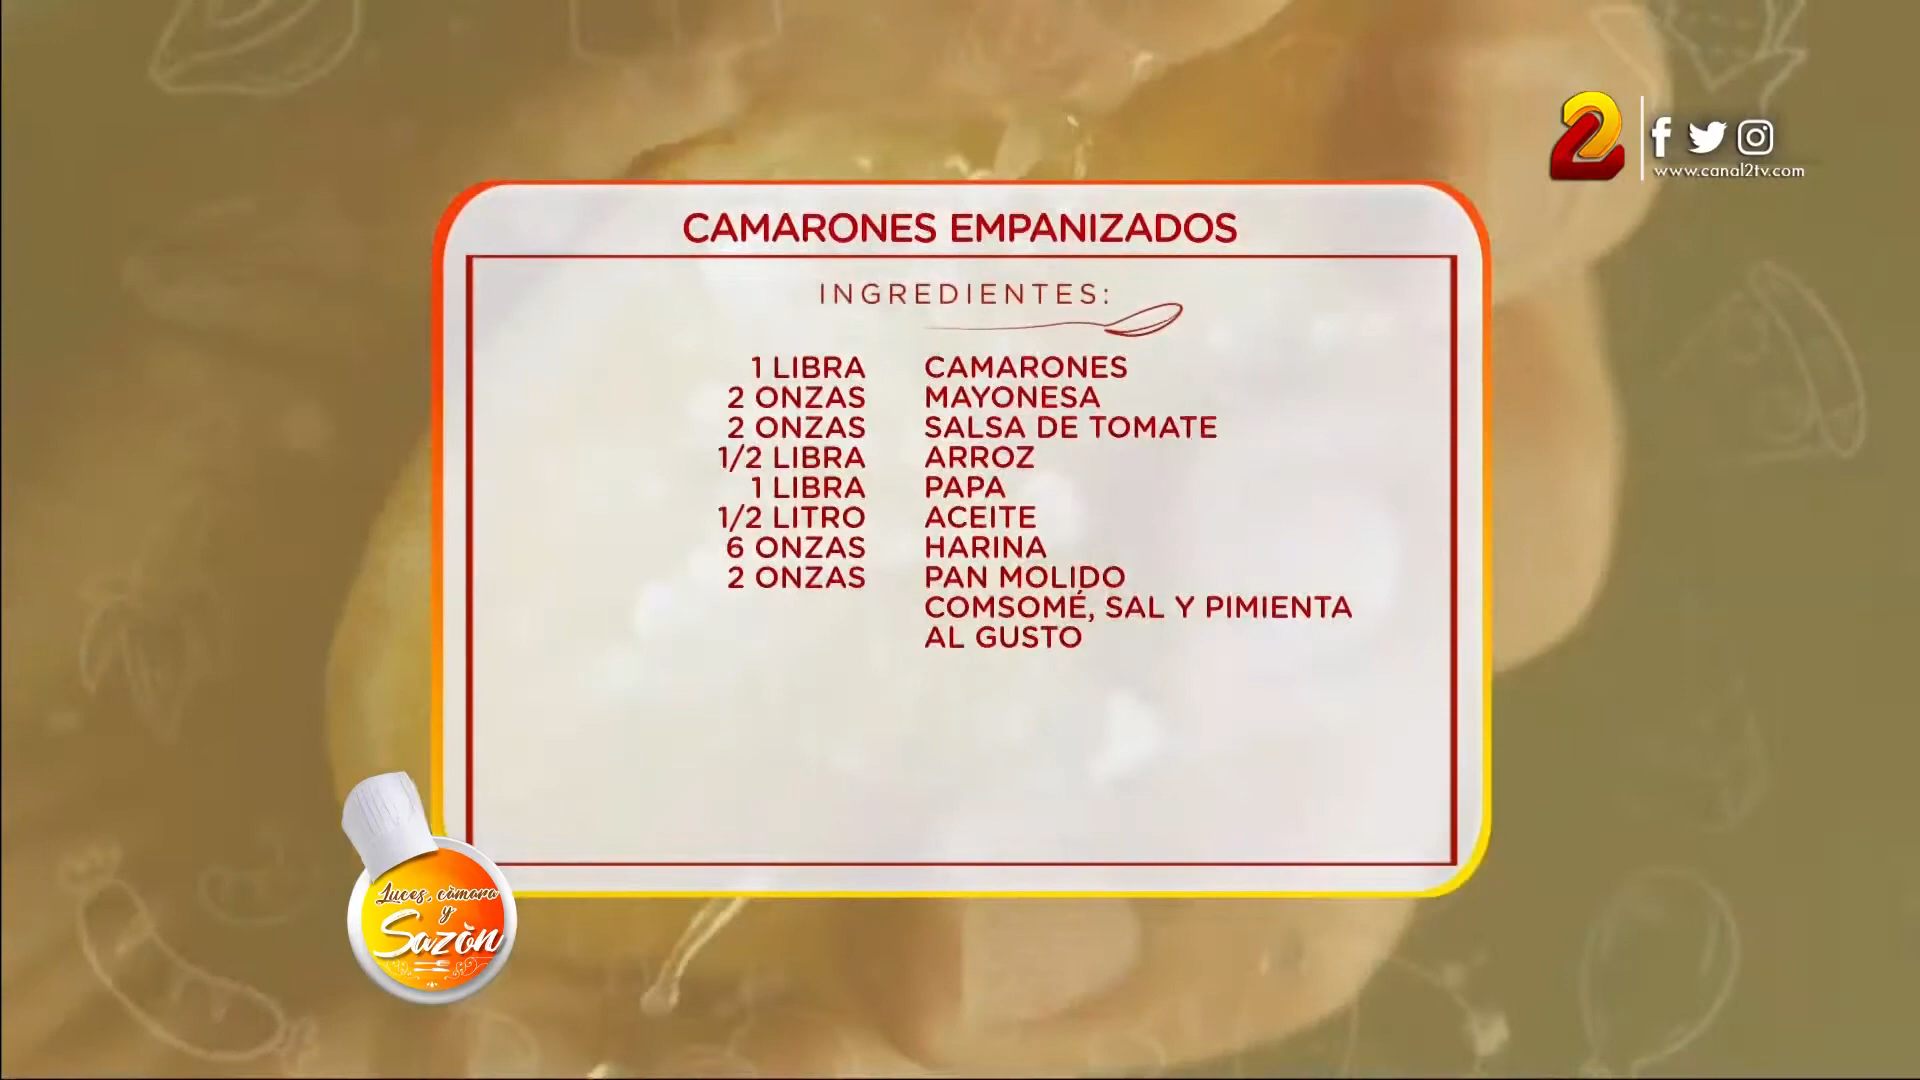 2
www.canal2tv.com
CAMARONES EMPANIZADOS
INGREDIENTES:
1 LIBRA CAMARONES
2 ONZAS MAYONESA
2 ONZAS SALSA DE TOMATE
1/2 LIBRA ARROZ
1 LIBRA PAPA
1/2 LITRO ACEITE
6 ONZAS HARINA
2 ONZAS PAN MOLIDO
COMSOMÉ, SAL Y PIMIENTA
AL GUSTO
Luces, cámara
y
Sazòn